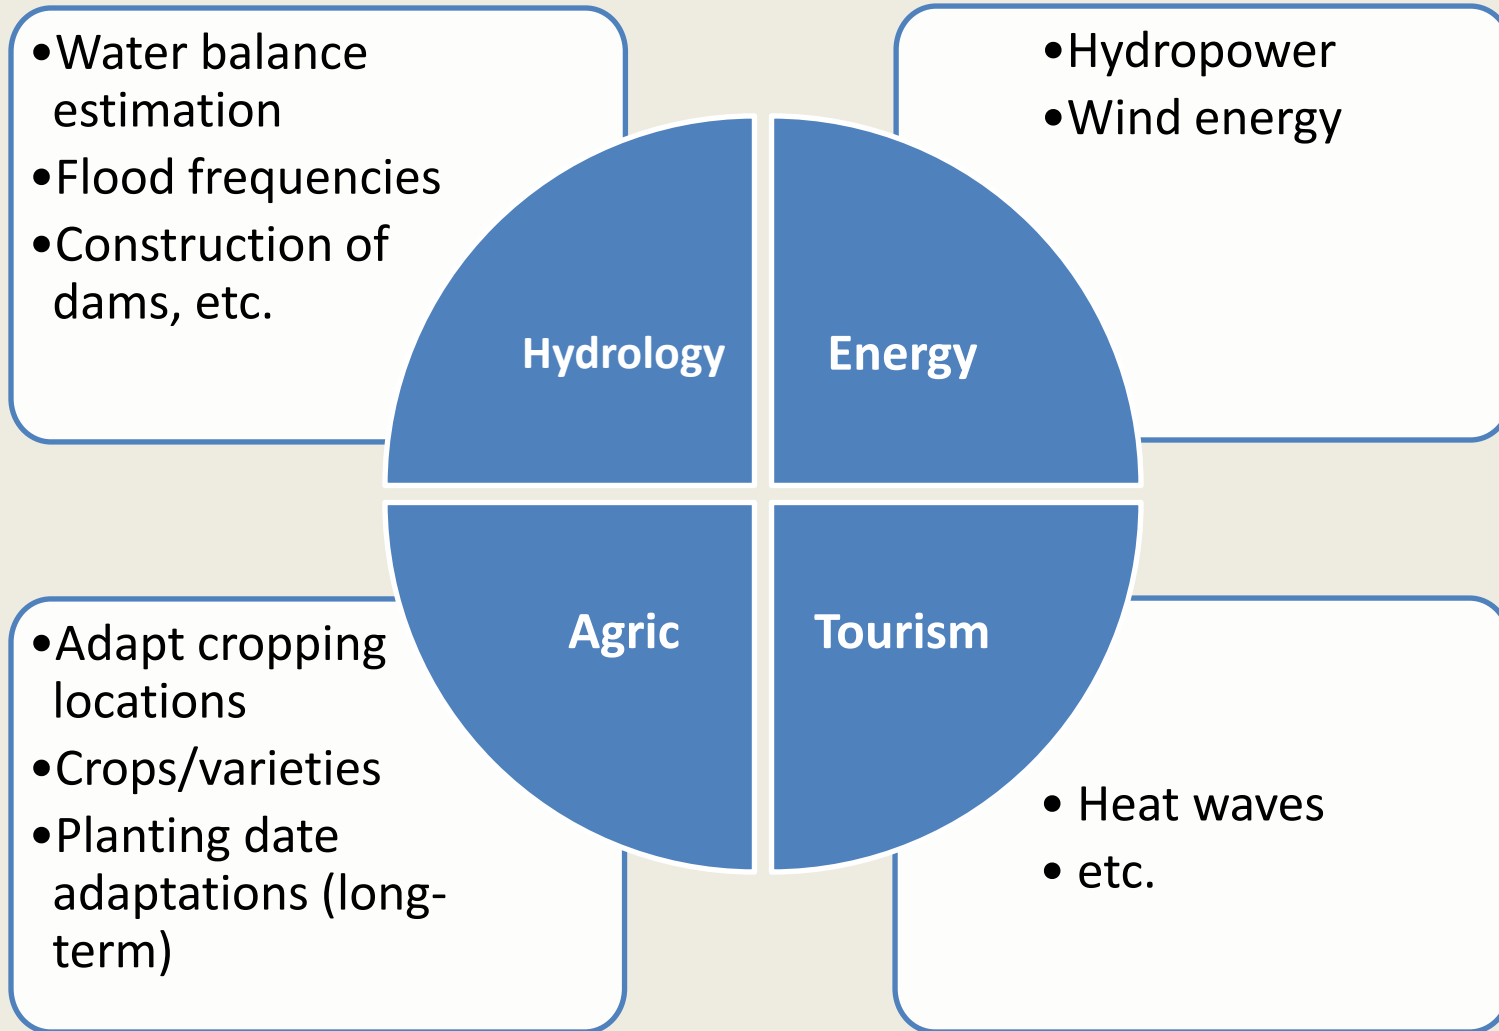 •Water balance
estimation
•Flood frequencies
•Construction of
dams, etc.
Hydrology
•Hydropower
•Wind energy
Energy
•Adapt cropping
locations
•Crops/varieties
•Planting date
adaptations (long-
term)
Agric
Tourism
• Heat waves
• etc.